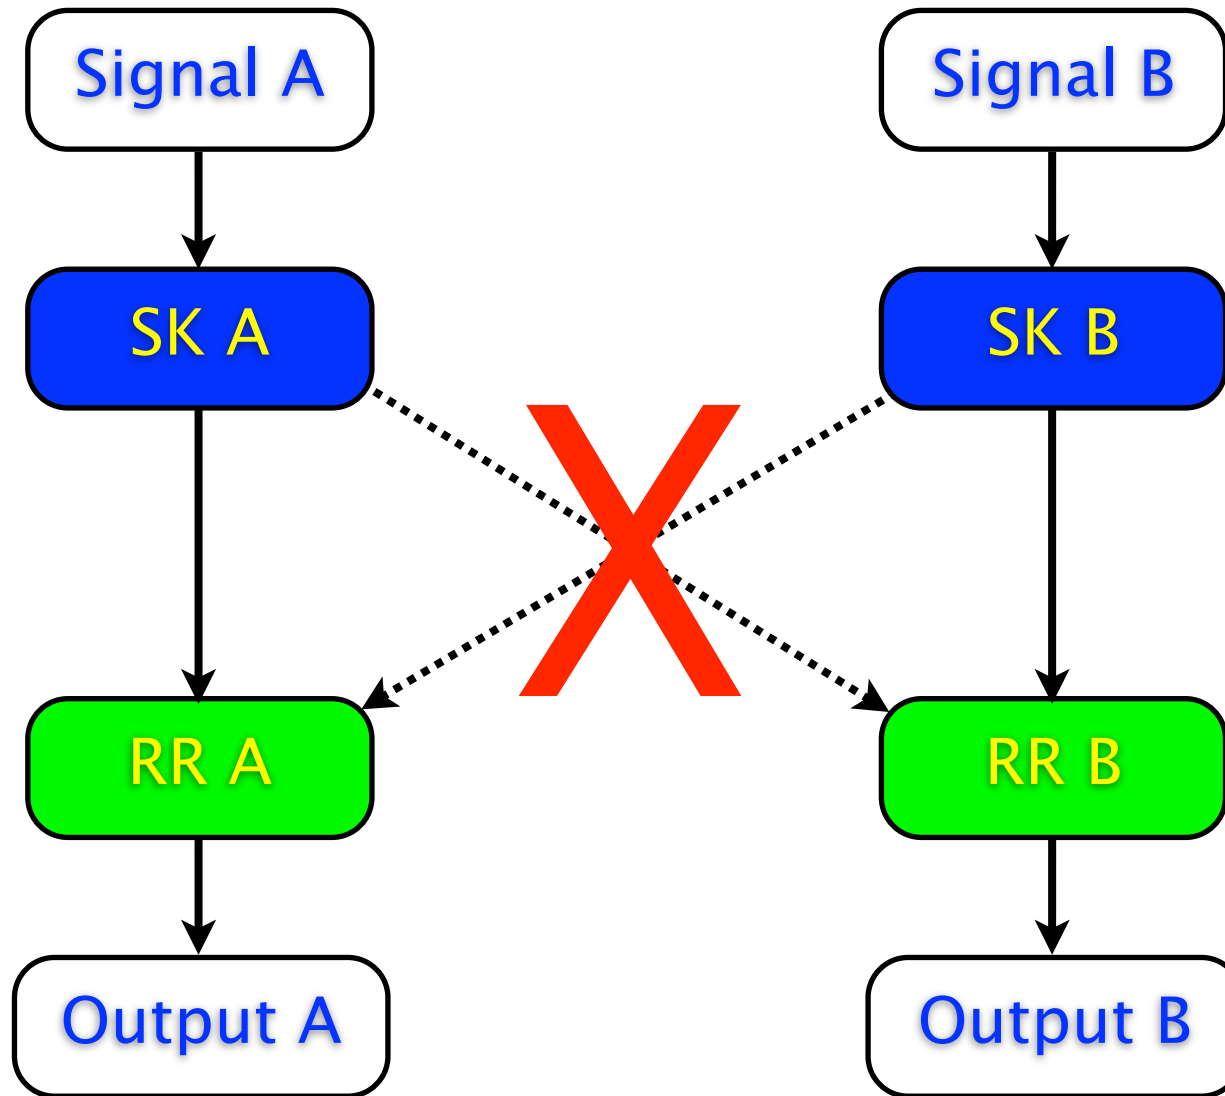 Signal A
Signal B
SK A
SK B
X
RR A
RR B
Output A
Output B